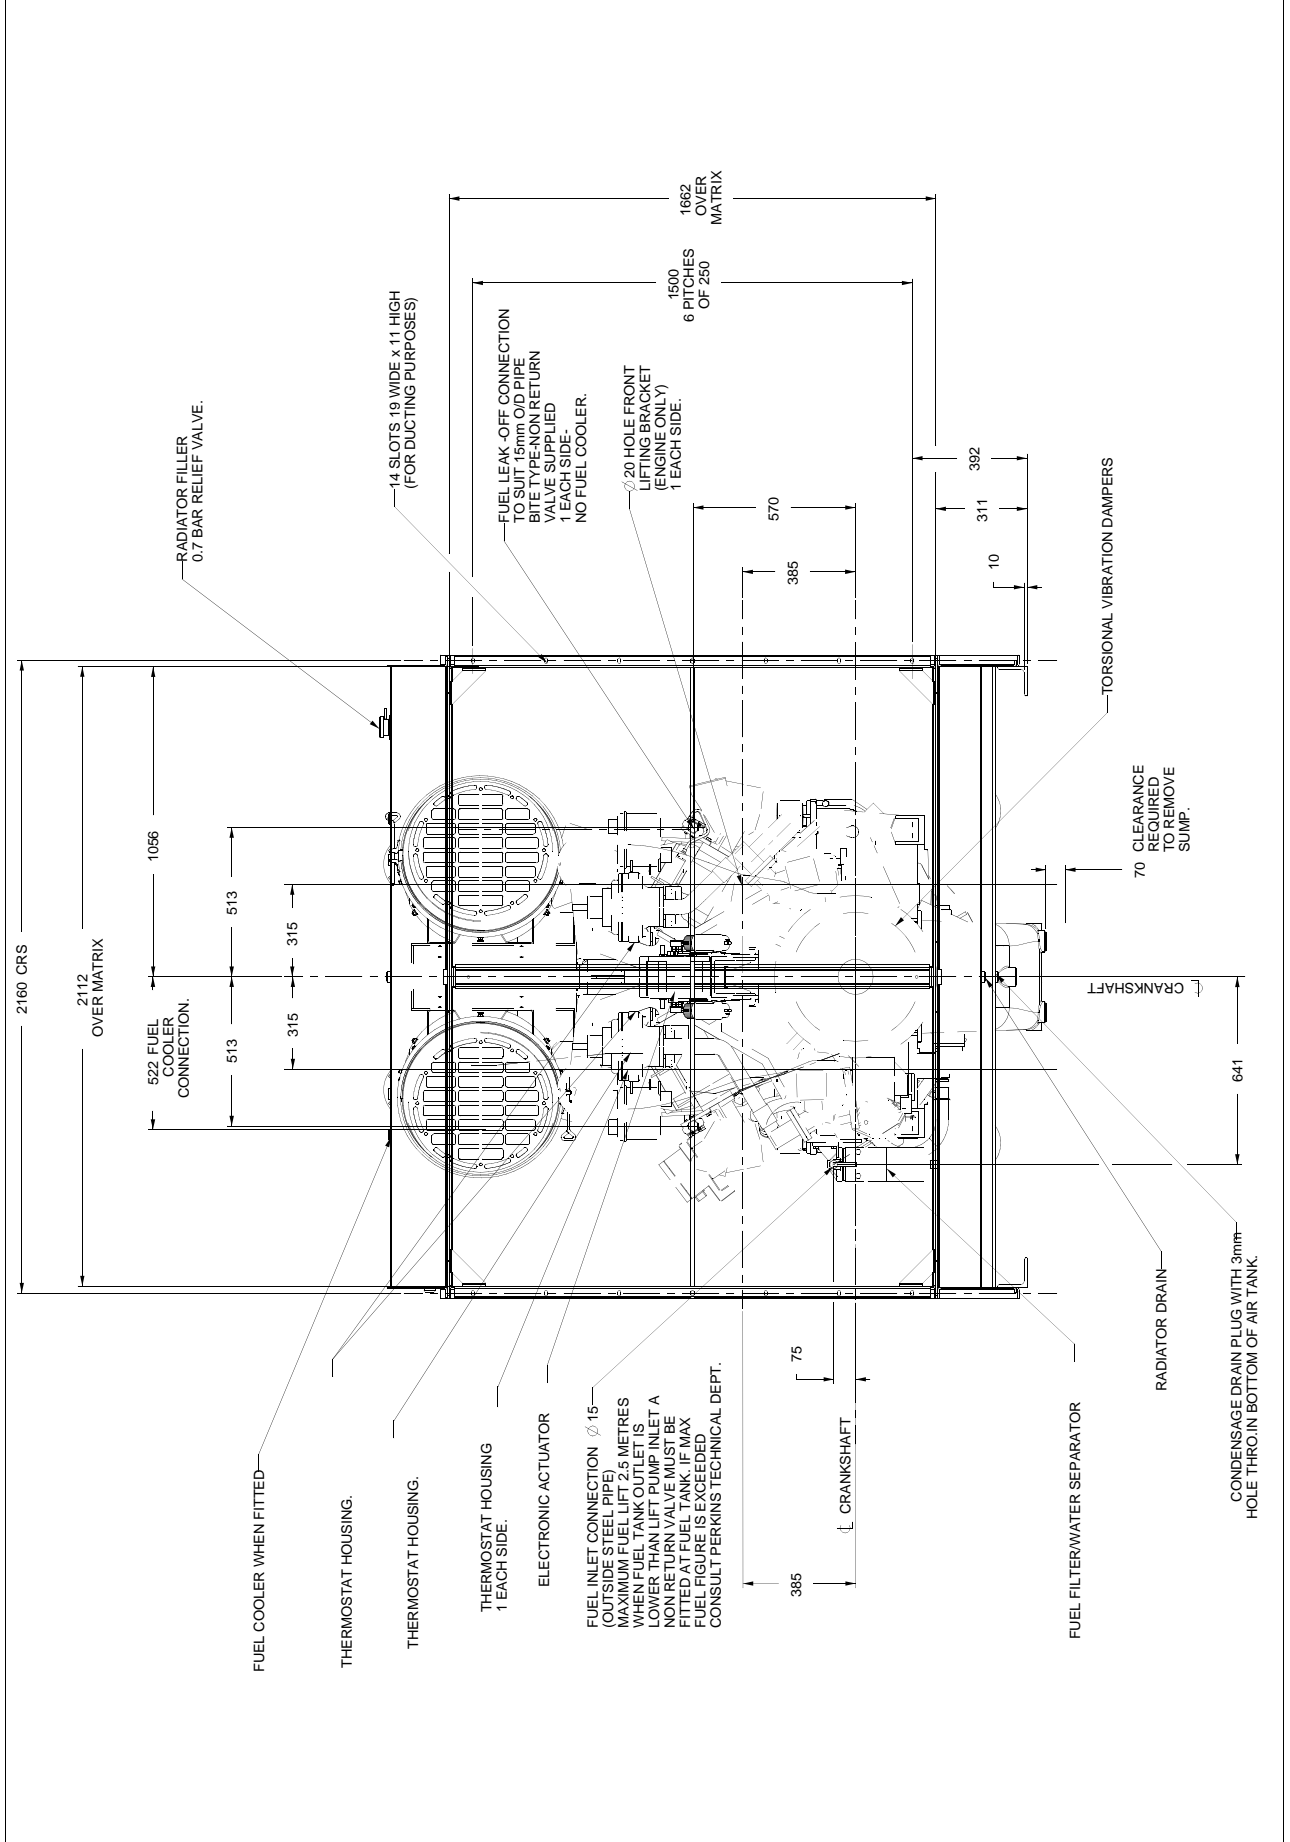 2160 CRS
2112
OVER MATRIX
522 FUEL
COOLER
CONNECTION.
1056
513
513
315
315
RADIATOR FILLER
0.7 BAR RELIEF VALVE.
14 SLOTS 19 WIDE x 11 HIGH
(FOR DUCTING PURPOSES)
FUEL LEAK -OFF CONNECTION
TO SUIT 15mm O/D PIPE
BITE TYPE-NON RETURN
VALVE SUPPLIED
1 EACH SIDE-
NO FUEL COOLER.
∅20 HOLE FRONT
LIFTING BRACKET
(ENGINE ONLY)
1 EACH SIDE.
1662
OVER
MATRIX
1500
6 PITCHES
OF 250
570
385
392
311
10
TORSIONAL VIBRATION DAMPERS
70 CLEARANCE
REQUIRED
TO REMOVE
SUMP.
CRANKSHAFT
641
FUEL COOLER WHEN FITTED
THERMOSTAT HOUSING.
THERMOSTAT HOUSING.
THERMOSTAT HOUSING
1 EACH SIDE.
ELECTRONIC ACTUATOR
FUEL INLET CONNECTION ∅15
(OUTSIDE STEEL PIPE)
MAXIMUM FUEL LIFT 2.5 METRES
WHEN FUEL TANK OUTLET IS
LOWER THAN LIFT PUMP INLET A
NON RETURN VALVE MUST BE
FITTED AT FUEL TANK. IF MAX
FUEL FIGURE IS EXCEEDED
CONSULT PERKINS TECHNICAL DEPT.
75
℄ CRANKSHAFT
385
FUEL FILTER/WATER SEPARATOR
RADIATOR DRAIN
CONDENSAGE DRAIN PLUG WITH 3mm
HOLE THRO.IN BOTTOM OF AIR TANK.